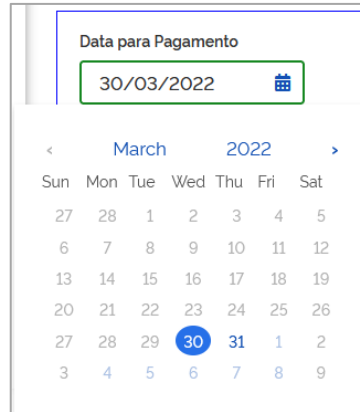 Data para Pagamento
30/03/2022
‹ March 2022 ›
Sun Mon Tue Wed Thu Fri Sat
27 28 1 2 3 4 5
6 7 8 9 10 11 12
13 14 15 16 17 18 19
20 21 22 23 24 25 26
27 28 29 30 31 1 2
3 4 5 6 7 8 9